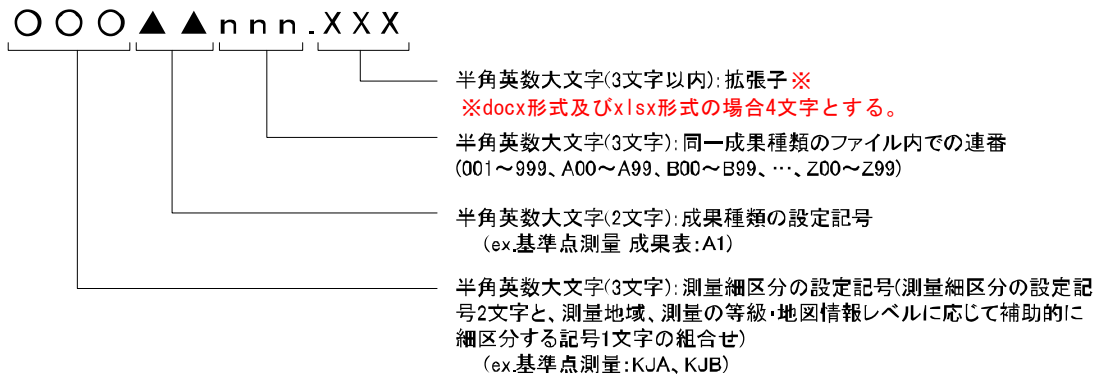 ○○○▲▲nnn.XXX
半角英数大文字(3文字以内):拡張子※
※docx形式及びxlsx形式の場合4文字とする。
半角英数大文字(3文字):同一成果種類のファイル内での連番
(001～999、A00～A99、B00～B99、…、Z00～Z99)
半角英数大文字(2文字):成果種類の設定記号
(ex.基準点測量 成果表:A1)
半角英数大文字(3文字):測量細区分の設定記号(測量細区分の設定記
号2文字と、測量地域、測量の等級・地図情報レベルに応じて補助的に
細区分する記号1文字の組合せ)
(ex.基準点測量:KJA、KJB)